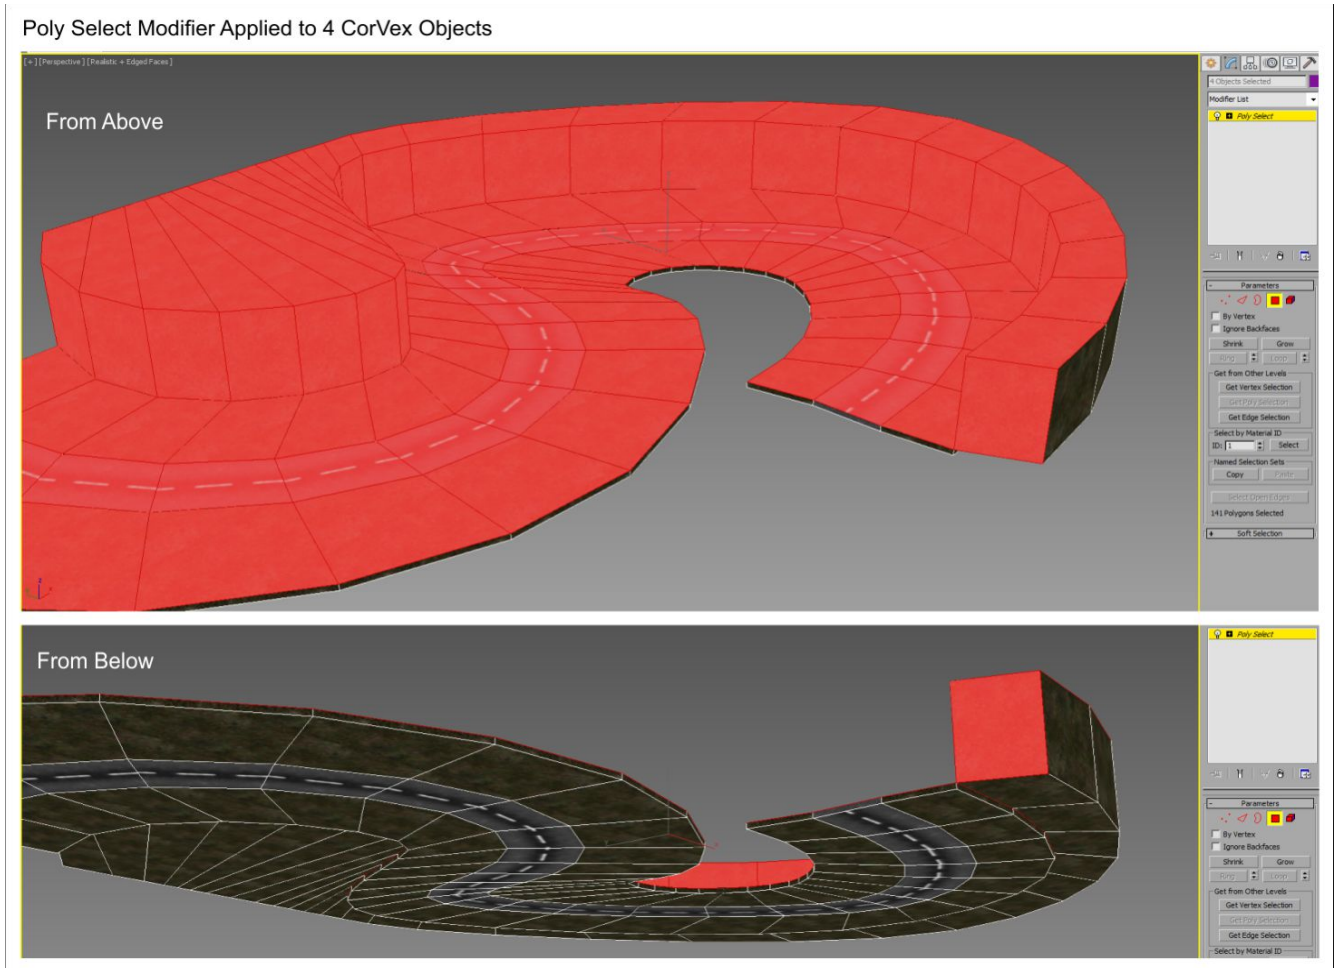 Poly Select Modifier Applied to 4 CorVex Objects
[+] [Perspective] [Realistic + Edged Faces]
From Above
4 Objects Selected
Modifier List
Poly Select
- Parameters
By Vertex
Ignore Backfaces
Shrink Grow
Ring Loop
Get from Other Levels
Get Vertex Selection
Get Poly Selection
Get Edge Selection
Select by Material ID
ID: 1 Select
Named Selection Sets
Copy Paste
Select Open Edges
141 Polygons Selected
+ Soft Selection
z
From Below
Poly Select
- Parameters
By Vertex
Ignore Backfaces
Shrink Grow
Ring Loop
Get from Other Levels
Get Vertex Selection
Get Poly Selection
Get Edge Selection
Select by Material ID